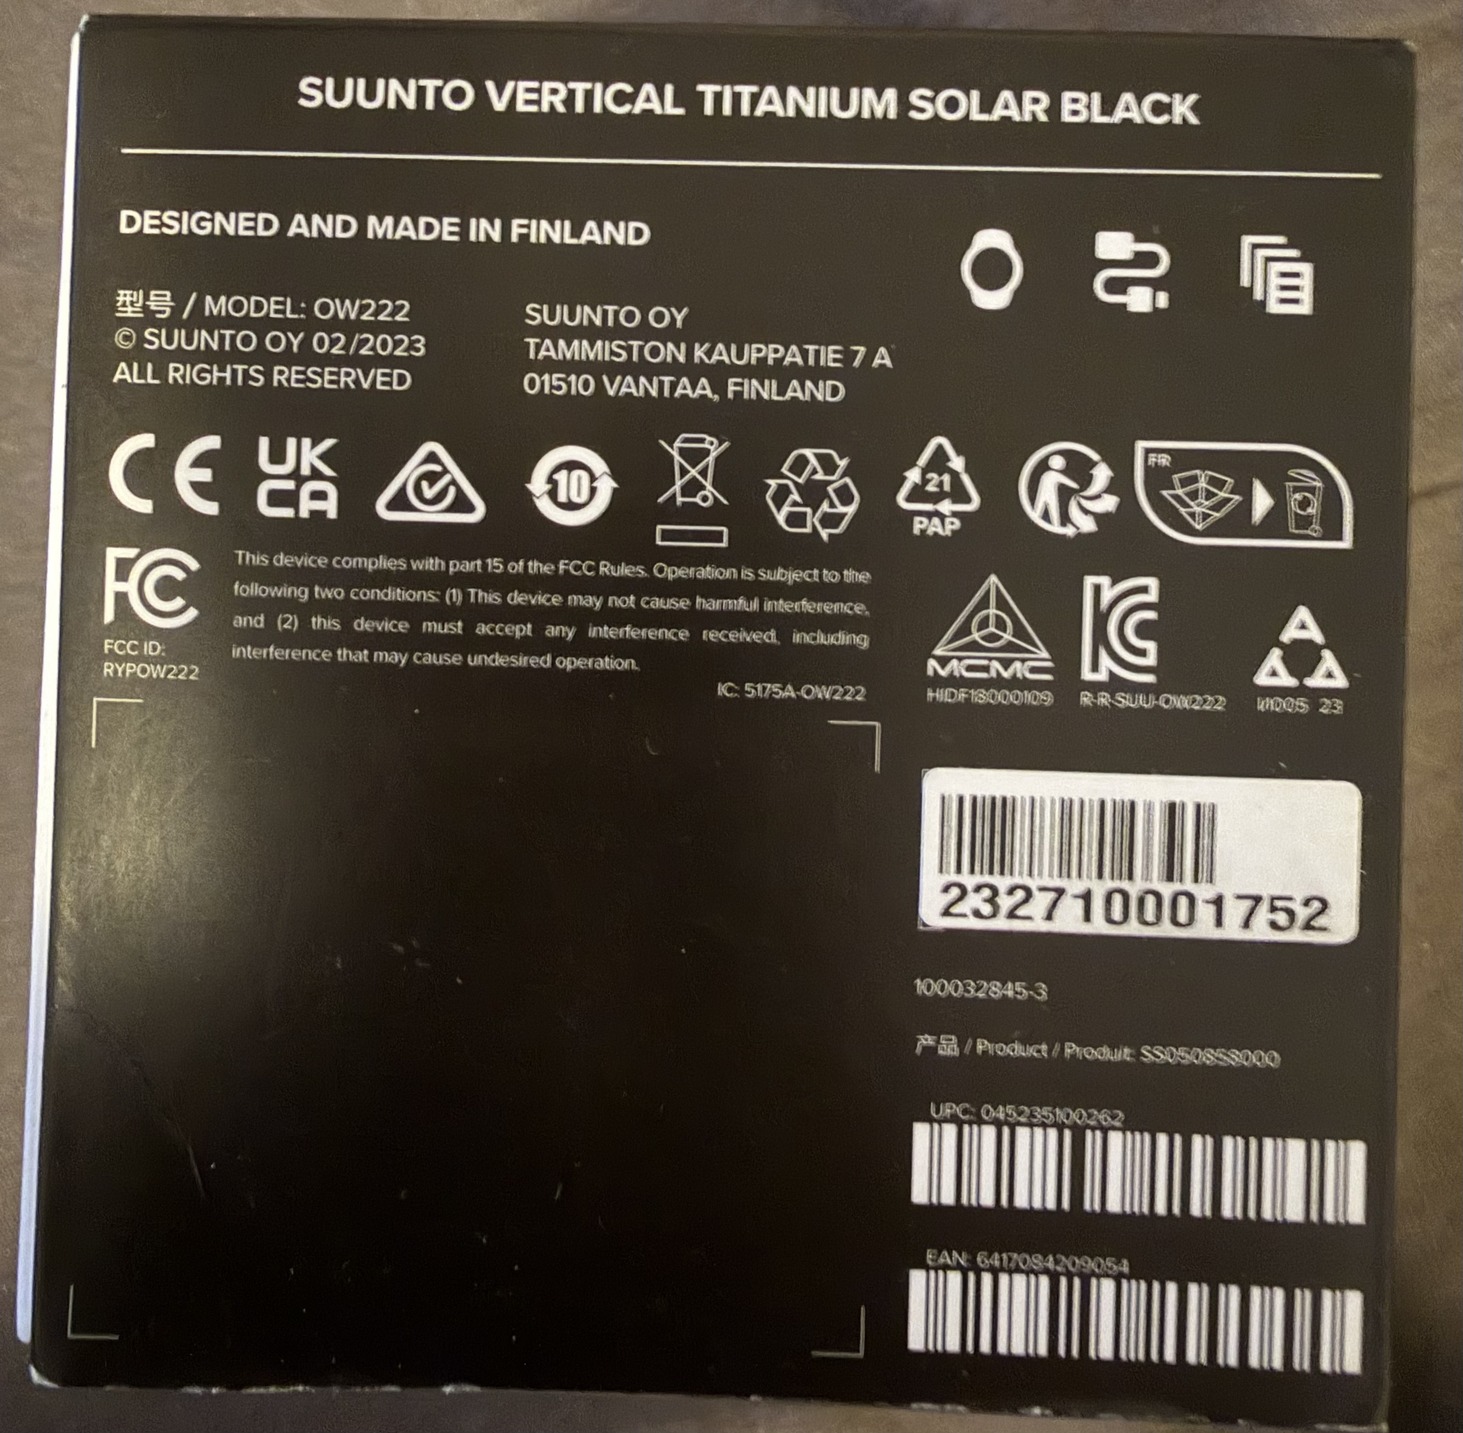 SUUNTO VERTICAL TITANIUM SOLAR BLACK
DESIGNED AND MADE IN FINLAND
型号 / MODEL: OW222
© SUUNTO OY 02/2023
ALL RIGHTS RESERVED
SUUNTO OY
TAMMISTON KAUPPATIE 7 A
01510 VANTAA, FINLAND
CE
UK
CA
10
21
PAP
FR
FC
FCC ID:
RYPOW222
This device complies with part 15 of the FCC Rules. Operation is subject to the
following two conditions: (1) This device may not cause harmful interference,
and (2) this device must accept any interference received, including
interference that may cause undesired operation.
IC: 5175A-OW222
MCMC
HIDF18000109
KC
R-R-SUU-OW222
23
232710001752
100032845-3
产品 / Product / Produit: SS050858000
UPC: 045235100262
EAN: 6417084209054